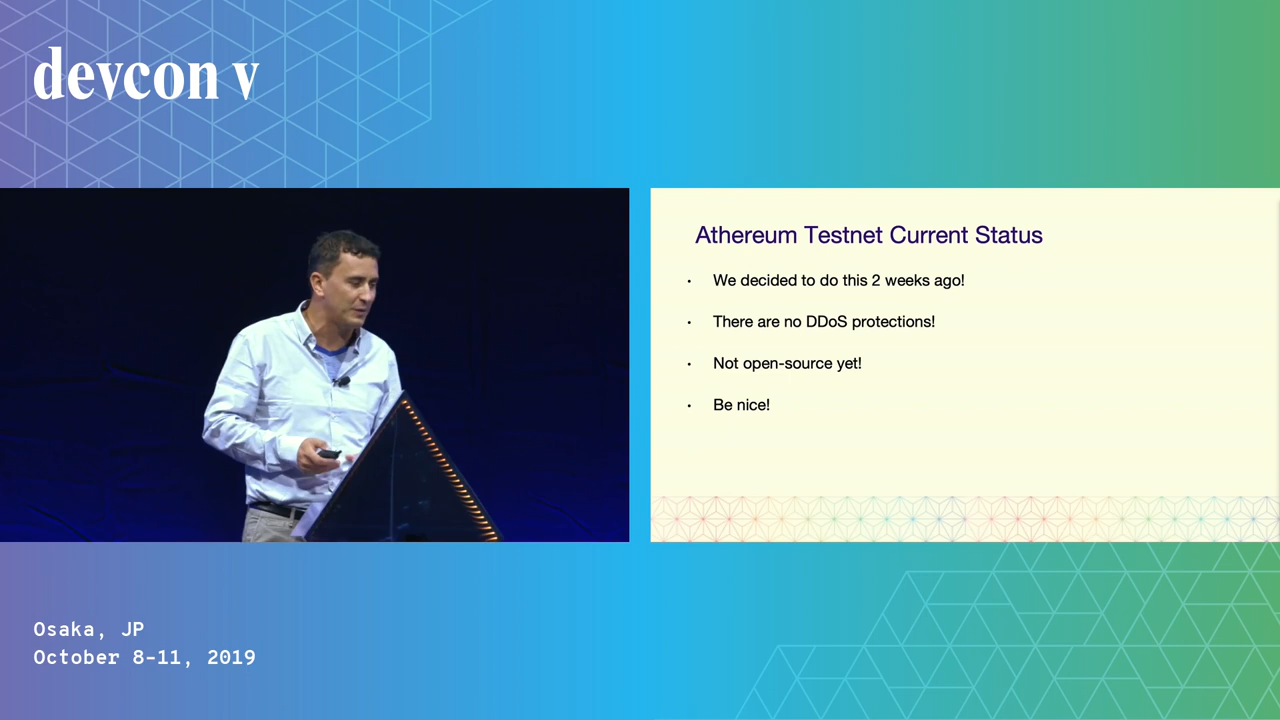 devcon v
Athereum Testnet Current Status
• We decided to do this 2 weeks ago!
• There are no DDoS protections!
• Not open-source yet!
• Be nice!
Osaka, JP
October 8-11, 2019